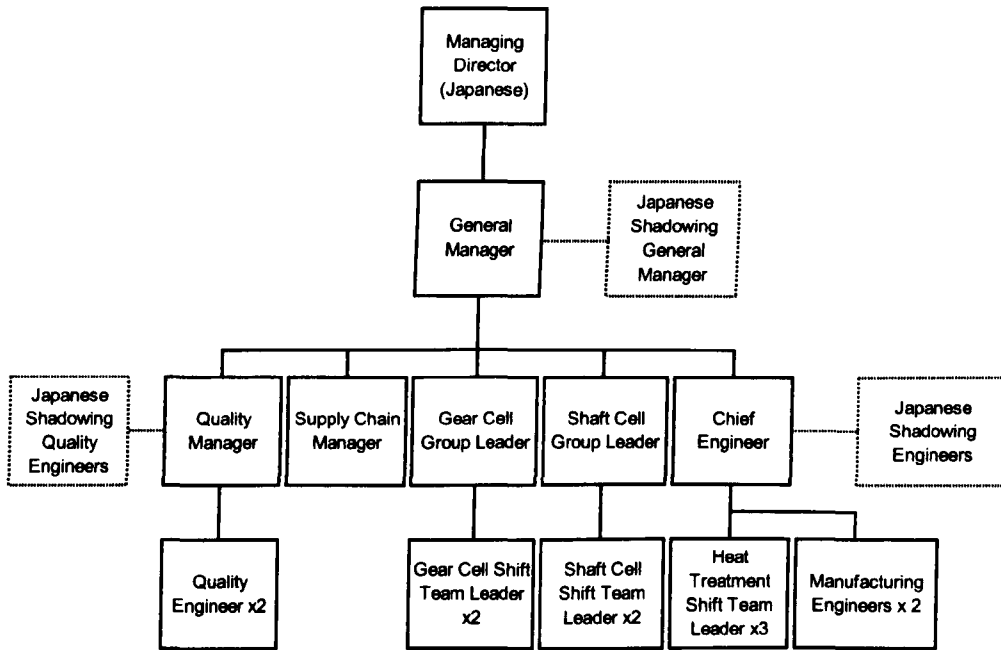 Managing
Director
(Japanese)
General
Manager
Japanese
Shadowing
General
Manager
Japanese
Shadowing
Quality
Engineers
Quality
Manager
Supply Chain
Manager
Gear Cell
Group Leader
Shaft Cell
Group Leader
Chief
Engineer
Japanese
Shadowing
Engineers
Quality
Engineer x2
Gear Cell Shift
Team Leader
x2
Shaft Cell
Shift Team
Leader x2
Heat
Treatment
Shift Team
Leader x3
Manufacturing
Engineers x 2